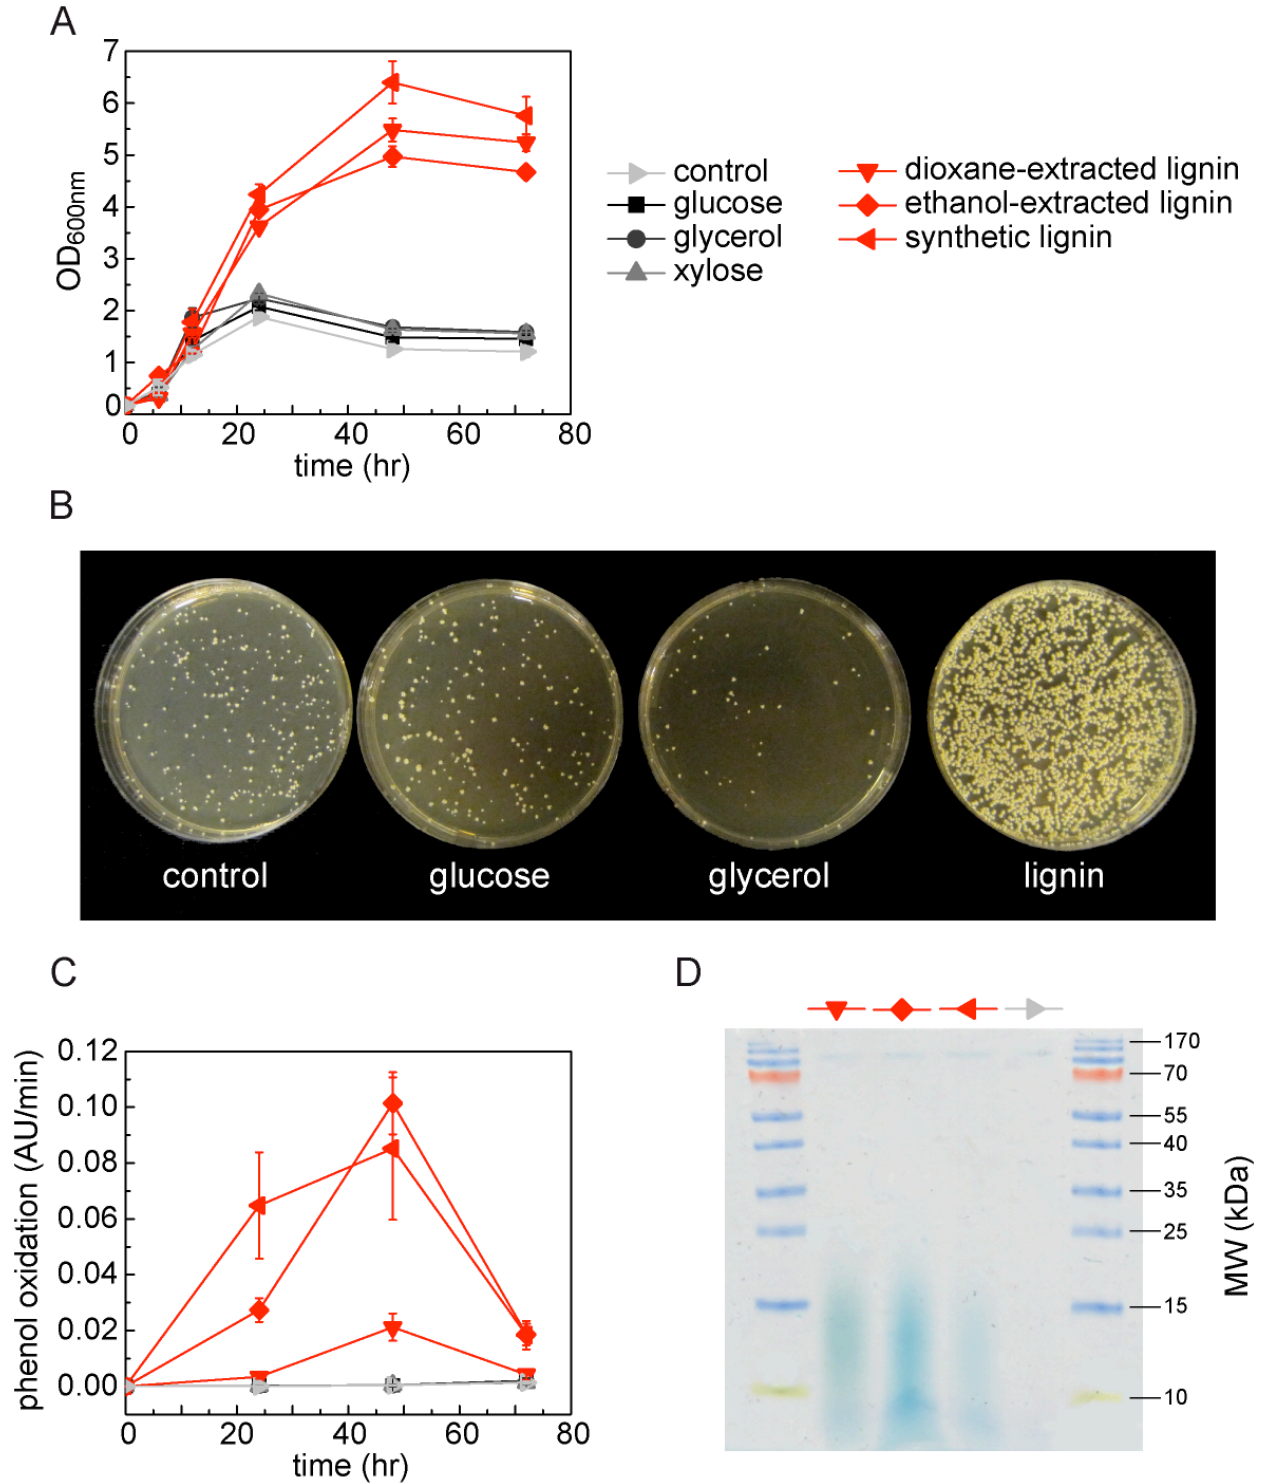 A
7
6
5
4
3
2
1
0
OD600nm
0 20 40 60 80
time (hr)
control
glucose
glycerol
xylose
dioxane-extracted lignin
ethanol-extracted lignin
synthetic lignin
B
control glucose glycerol lignin
C
0.12
0.10
0.08
0.06
0.04
0.02
0.00
phenol oxidation (AU/min)
0 20 40 60 80
time (hr)
D
170
70
55
40
35
25
15
10
MW (kDa)